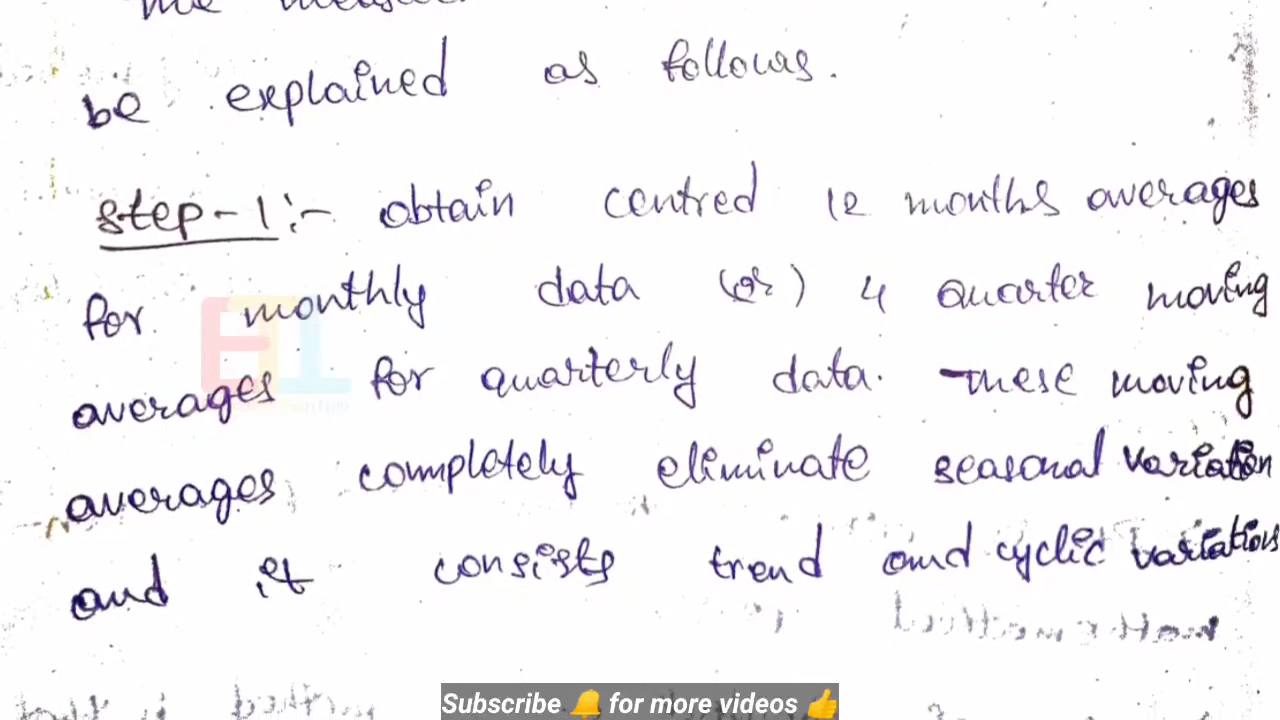 be explained as follows.
step-1:- obtain centred 12 months averages
for monthly data (or) 4 quarter moving
averages for quarterly data. These moving
averages completely eliminate seasonal variation
and it consists trend and cyclic variations
Subscribe 🔔 for more videos 👍